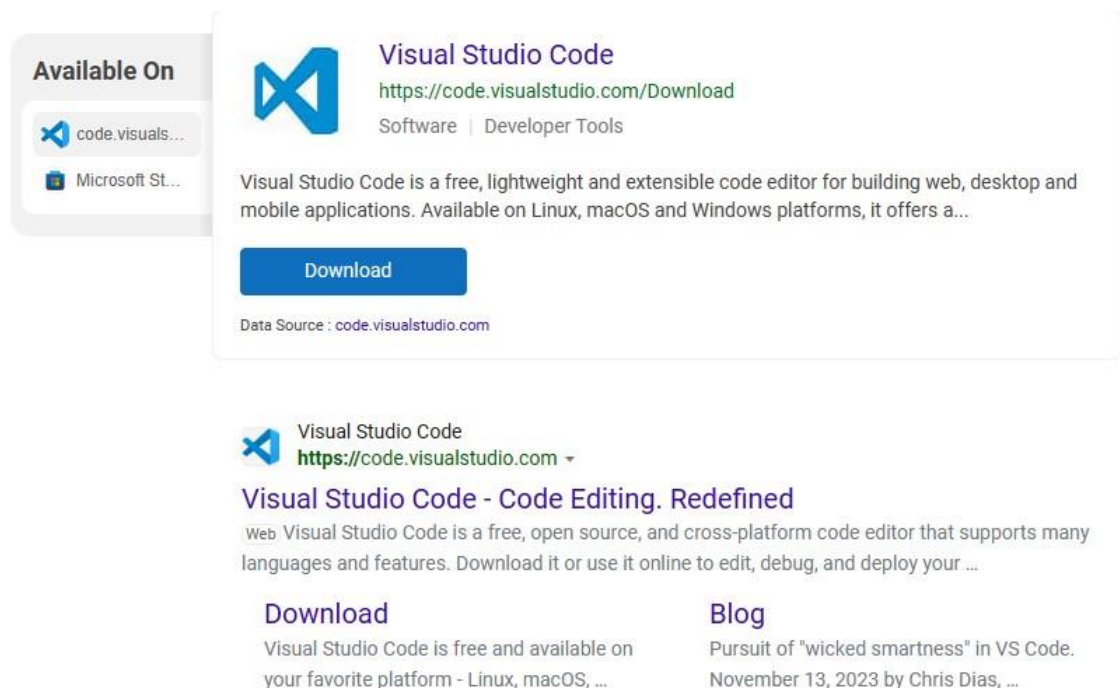 Available On
code.visuals...
Microsoft St...
Visual Studio Code
https://code.visualstudio.com/Download
Software | Developer Tools
Visual Studio Code is a free, lightweight and extensible code editor for building web, desktop and
mobile applications. Available on Linux, macOS and Windows platforms, it offers a...
Download
Data Source : code.visualstudio.com
Visual Studio Code
https://code.visualstudio.com
Visual Studio Code - Code Editing. Redefined
Web Visual Studio Code is a free, open source, and cross-platform code editor that supports many
languages and features. Download it or use it online to edit, debug, and deploy your ...
Download
Visual Studio Code is free and available on
your favorite platform - Linux, macOS, ...
Blog
Pursuit of "wicked smartness" in VS Code.
November 13, 2023 by Chris Dias, ...